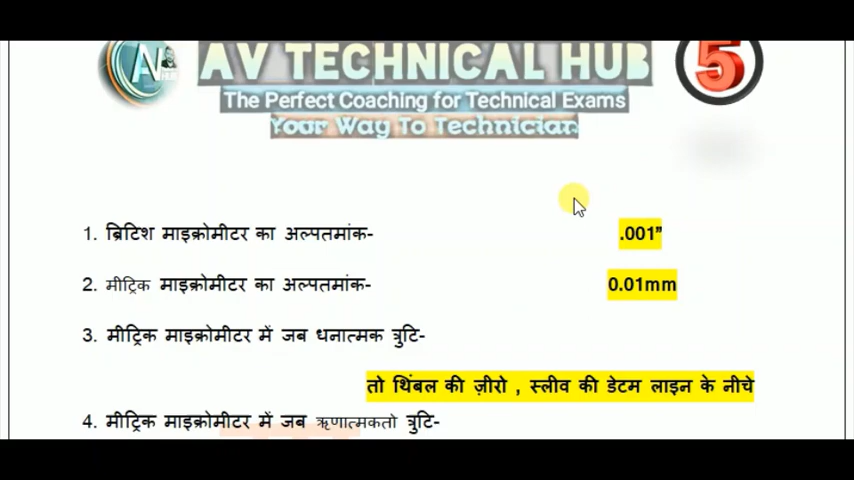 AV TECHNICAL HUB
5
The Perfect Coaching for Technical Exams
Your Way To Technician
1. ब्रिटिश माइक्रोमीटर का अल्पतमांक- .001”
2. मीट्रिक माइक्रोमीटर का अल्पतमांक- 0.01mm
3. मीट्रिक माइक्रोमीटर में जब धनात्मक त्रुटि-
तो थिंबल की ज़ीरो , स्लीव की डेटम लाइन के नीचे
4. मीट्रिक माइक्रोमीटर में जब ऋणात्मकतो त्रुटि-